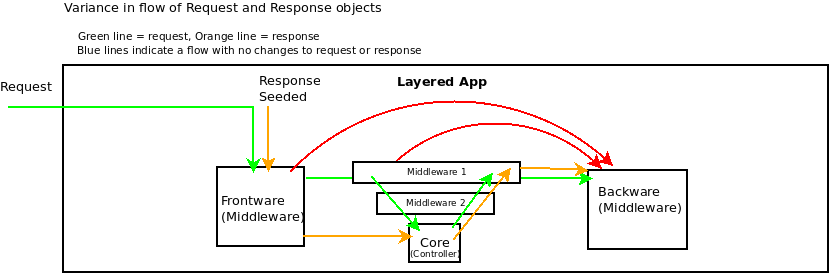 Variance in flow of Request and Response objects
Green line = request, Orange line = response
Blue lines indicate a flow with no changes to request or response
Request
Response
Seeded
Layered App
Middleware 1
Frontware
(Middleware)
Middleware 2
Backware
(Middleware)
Core
(Controller)